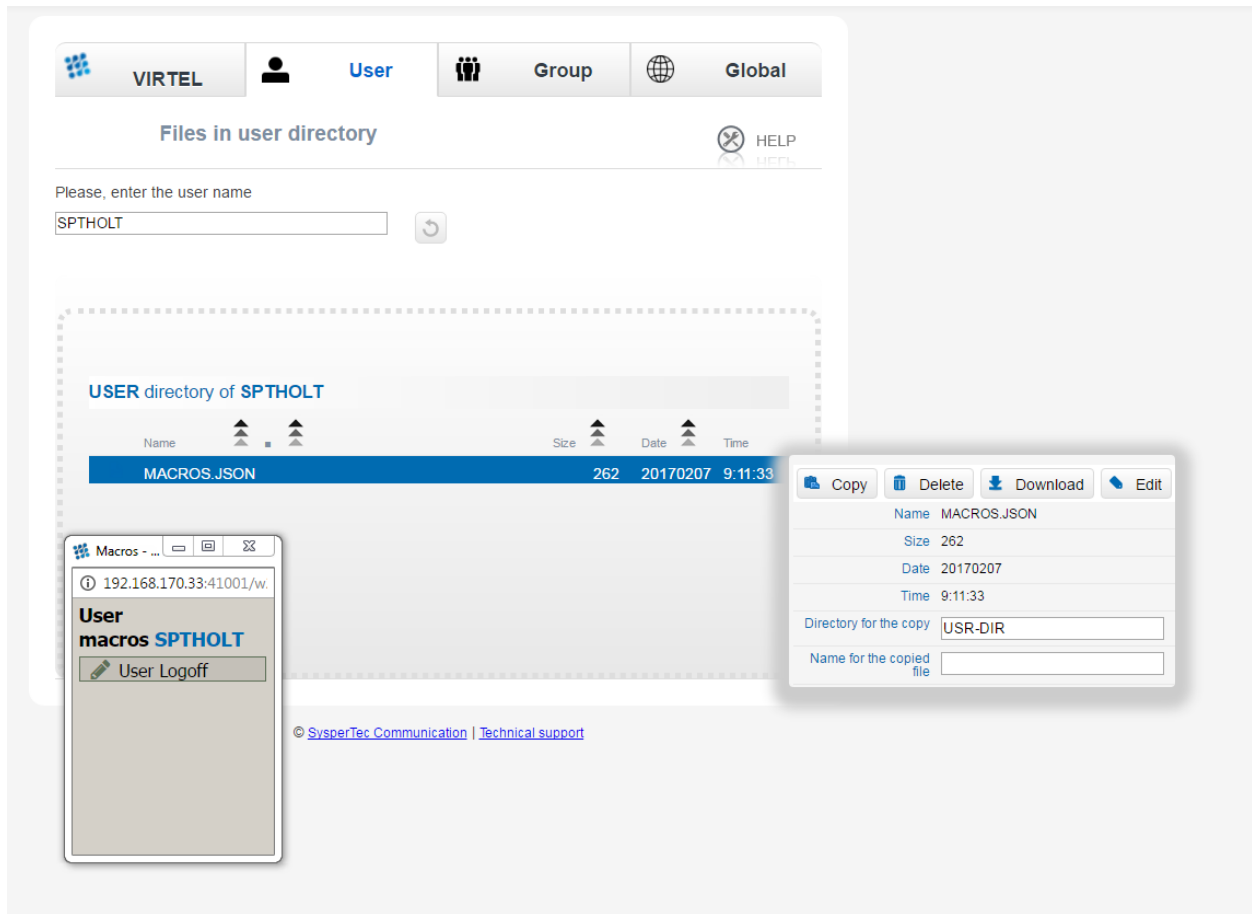 VIRTEL
User
Group
Global
Files in user directory
HELP
Please, enter the user name
SPTHOLT
USER directory of SPTHOLT
Name
Size
Date
Time
MACROS.JSON 262 20170207 9:11:33
Copy
Delete
Download
Edit
Name MACROS.JSON
Size 262
Date 20170207
Time 9:11:33
Directory for the copy USR-DIR
Name for the copied
file
Macros - ...
192.168.170.33:41001/w.
User
macros SPTHOLT
User Logoff
© SysperTec Communication | Technical support